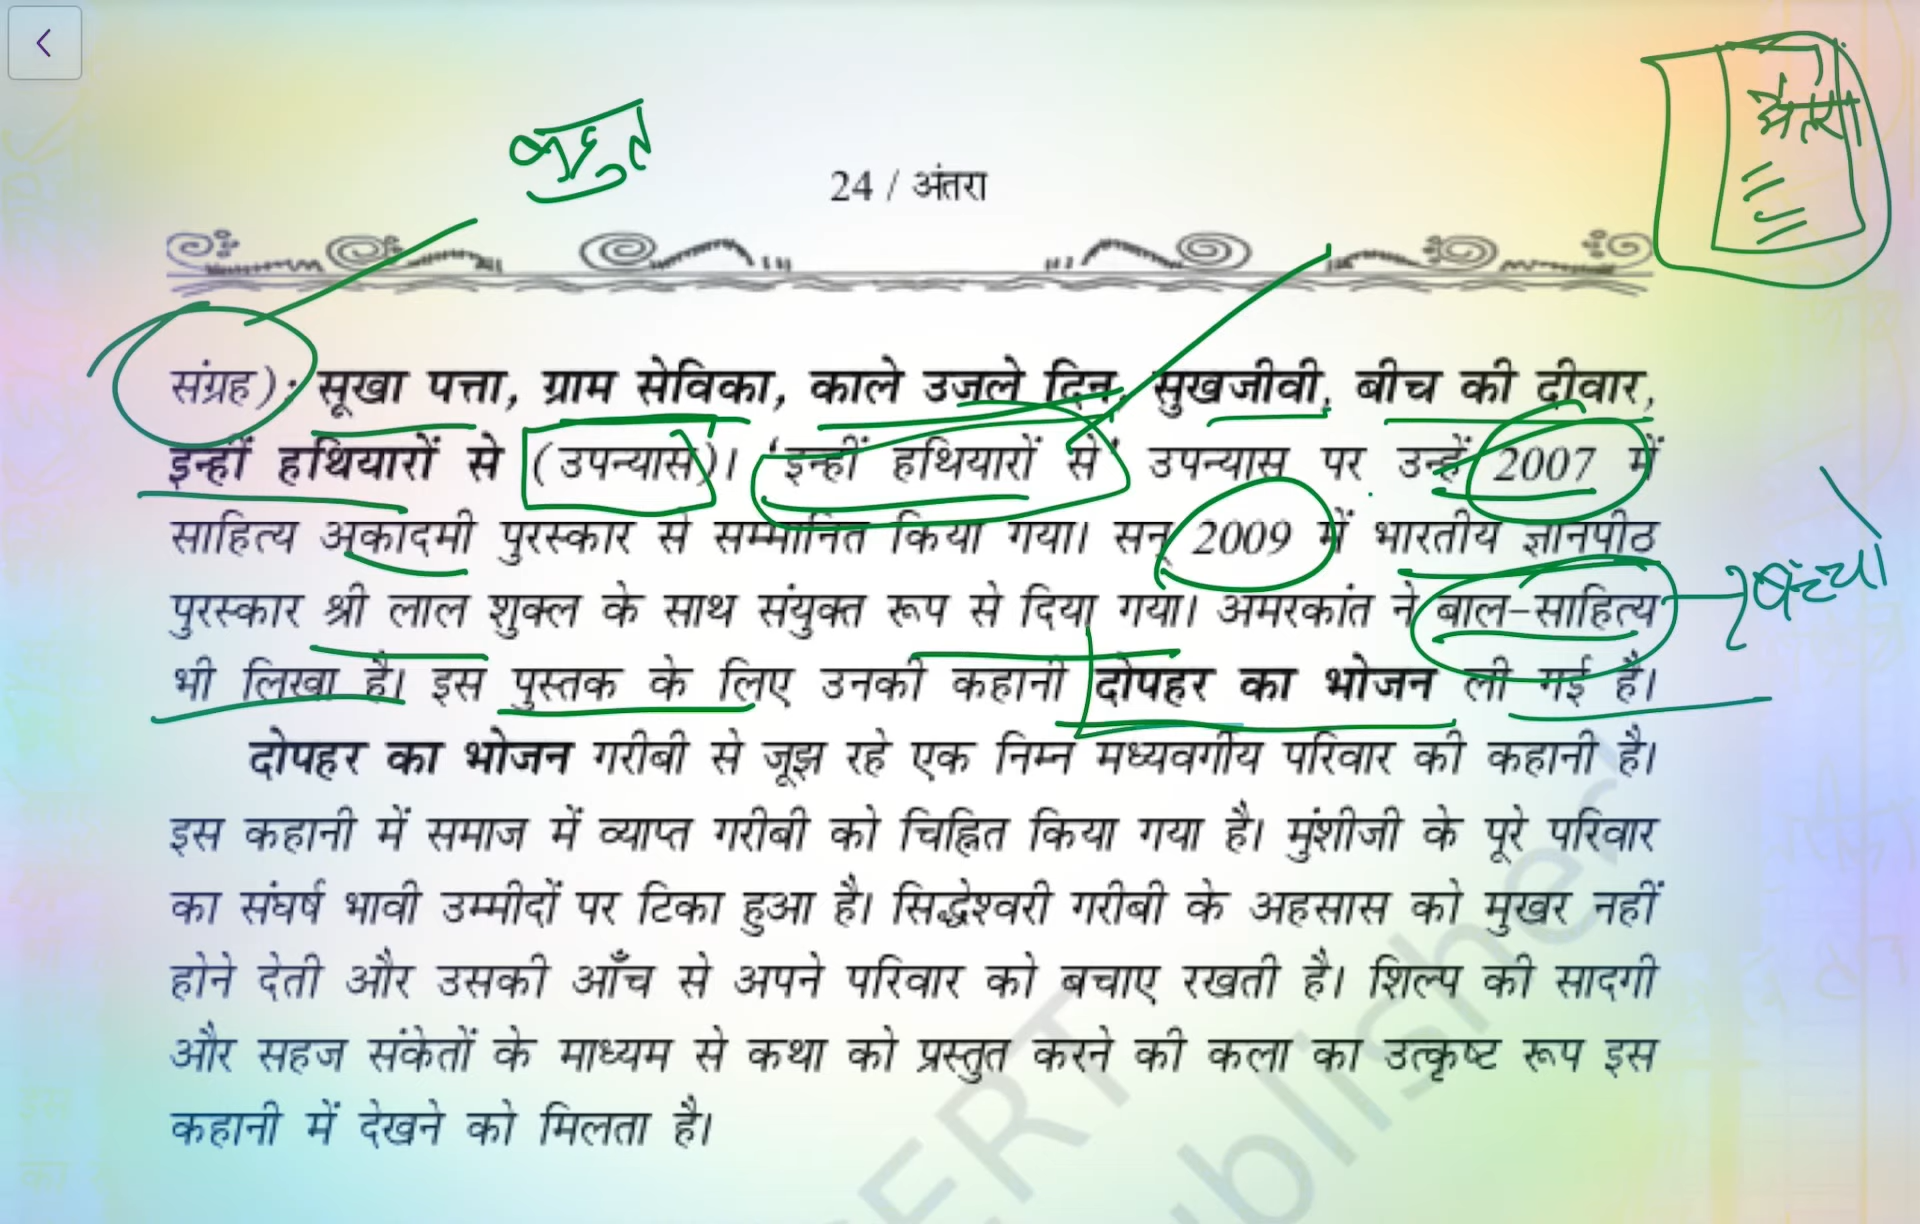 अंतरा
बहुत
24 / अंतरा
संग्रह); सूखा पत्ता, ग्राम सेविका, काले उजले दिन, सुखजीवी, बीच की दीवार,
इन्हीं हथियारों से (उपन्यास)। 'इन्हीं हथियारों से' उपन्यास पर उन्हें 2007 में
साहित्य अकादमी पुरस्कार से सम्मानित किया गया। सन् 2009 में भारतीय ज्ञानपीठ
पुरस्कार श्री लाल शुक्ल के साथ संयुक्त रूप से दिया गया। अमरकांत ने बाल-साहित्य
भी लिखा है। इस पुस्तक के लिए उनकी कहानी दोपहर का भोजन ली गई है।
दोपहर का भोजन गरीबी से जूझ रहे एक निम्न मध्यवर्गीय परिवार की कहानी है।
इस कहानी में समाज में व्याप्त गरीबी को चिह्नित किया गया है। मुंशीजी के पूरे परिवार
का संघर्ष भावी उम्मीदों पर टिका हुआ है। सिद्धेश्वरी गरीबी के अहसास को मुखर नहीं
होने देती और उसकी आँच से अपने परिवार को बचाए रखती है। शिल्प की सादगी
और सहज संकेतों के माध्यम से कथा को प्रस्तुत करने की कला का उत्कृष्ट रूप इस
कहानी में देखने को मिलता है।